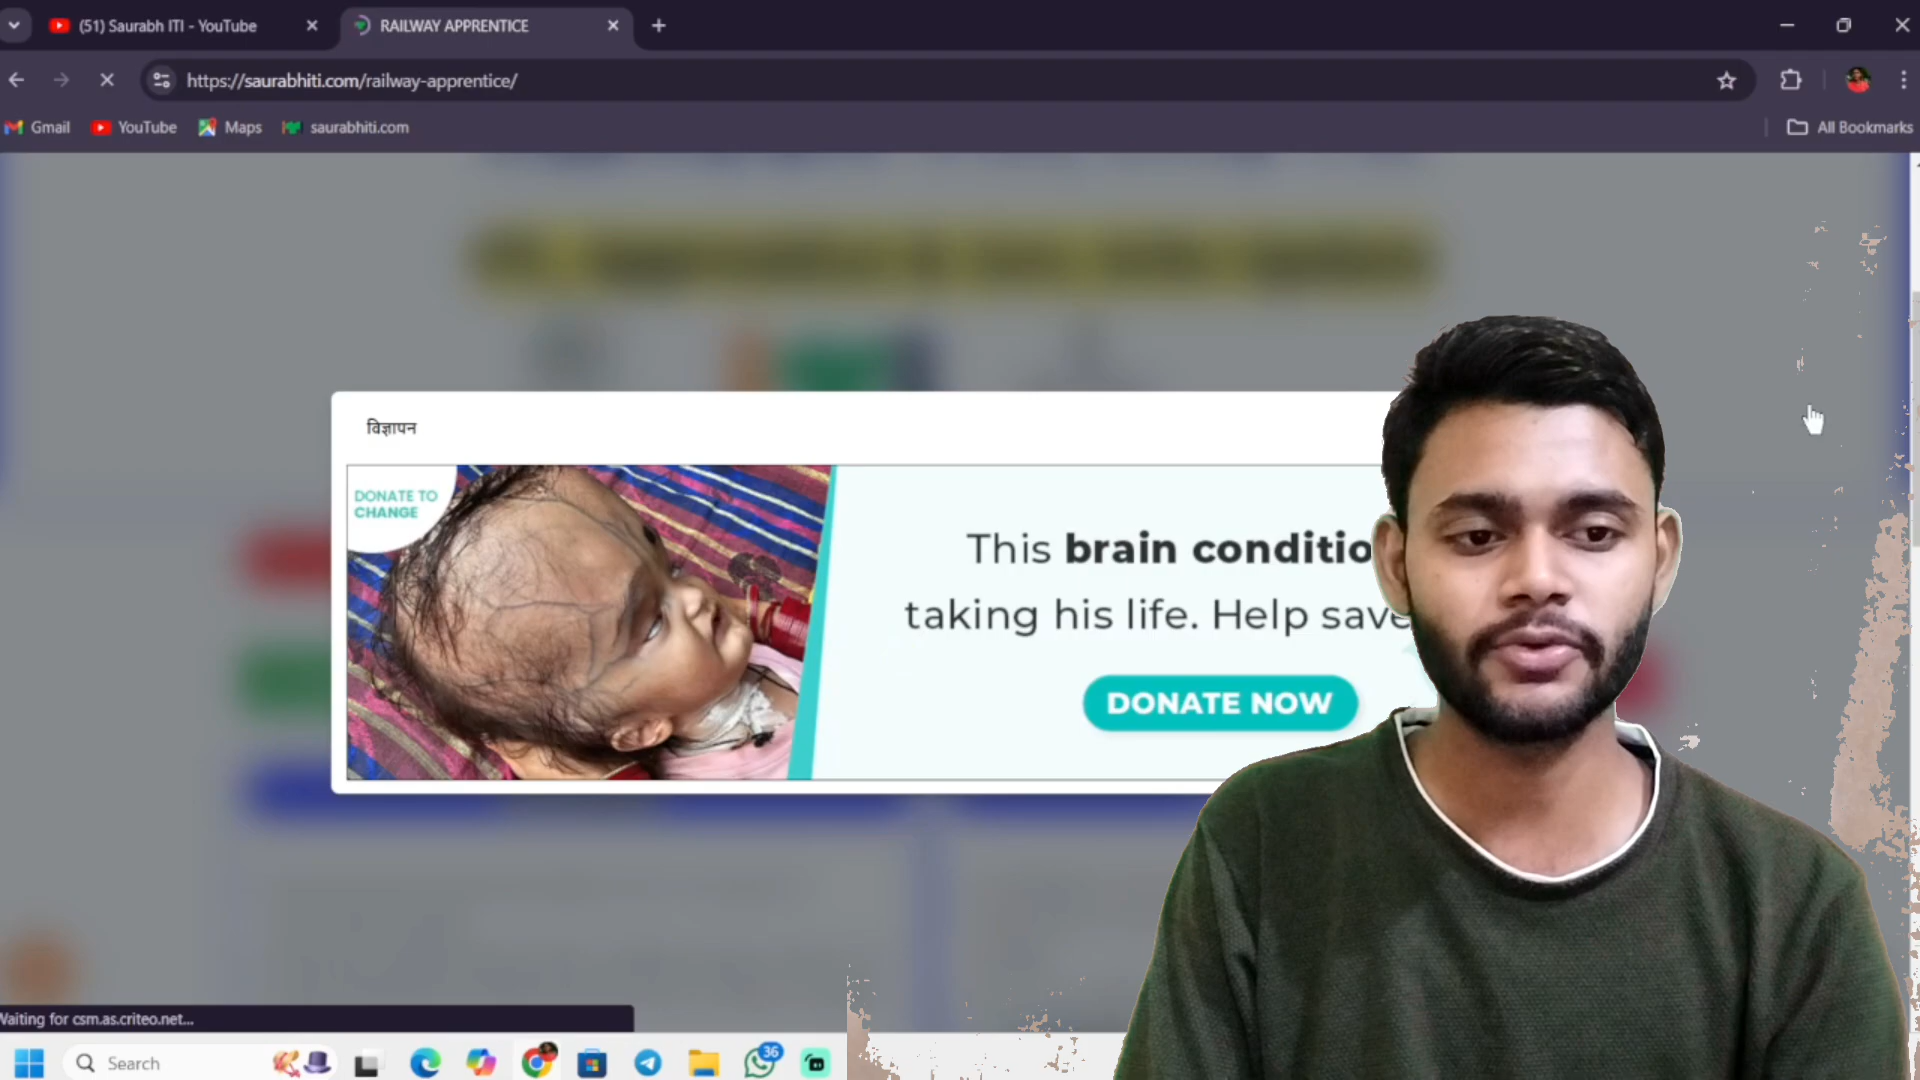 (51) Saurabh ITI - YouTube
RAILWAY APPRENTICE
https://saurabhiti.com/railway-apprentice/
Gmail
YouTube
Maps
saurabhiti.com
All Bookmarks
विज्ञापन
DONATE TO
CHANGE
This brain conditio
taking his life. Help save
DONATE NOW
Waiting for csm.as.criteo.net...
Search
36